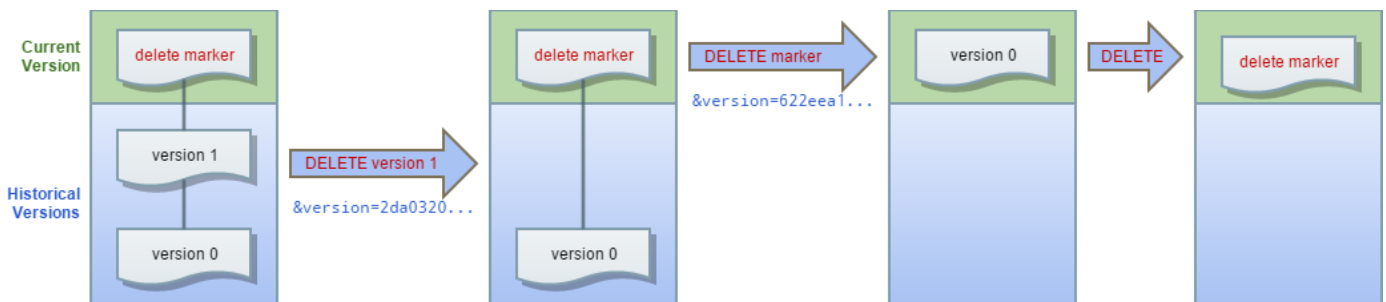 Current
Version
delete marker
version 1
Historical
Versions
version 0
DELETE version 1
&version=2da0320...
delete marker
version 0
DELETE marker
&version=622eea1...
version 0
DELETE
delete marker